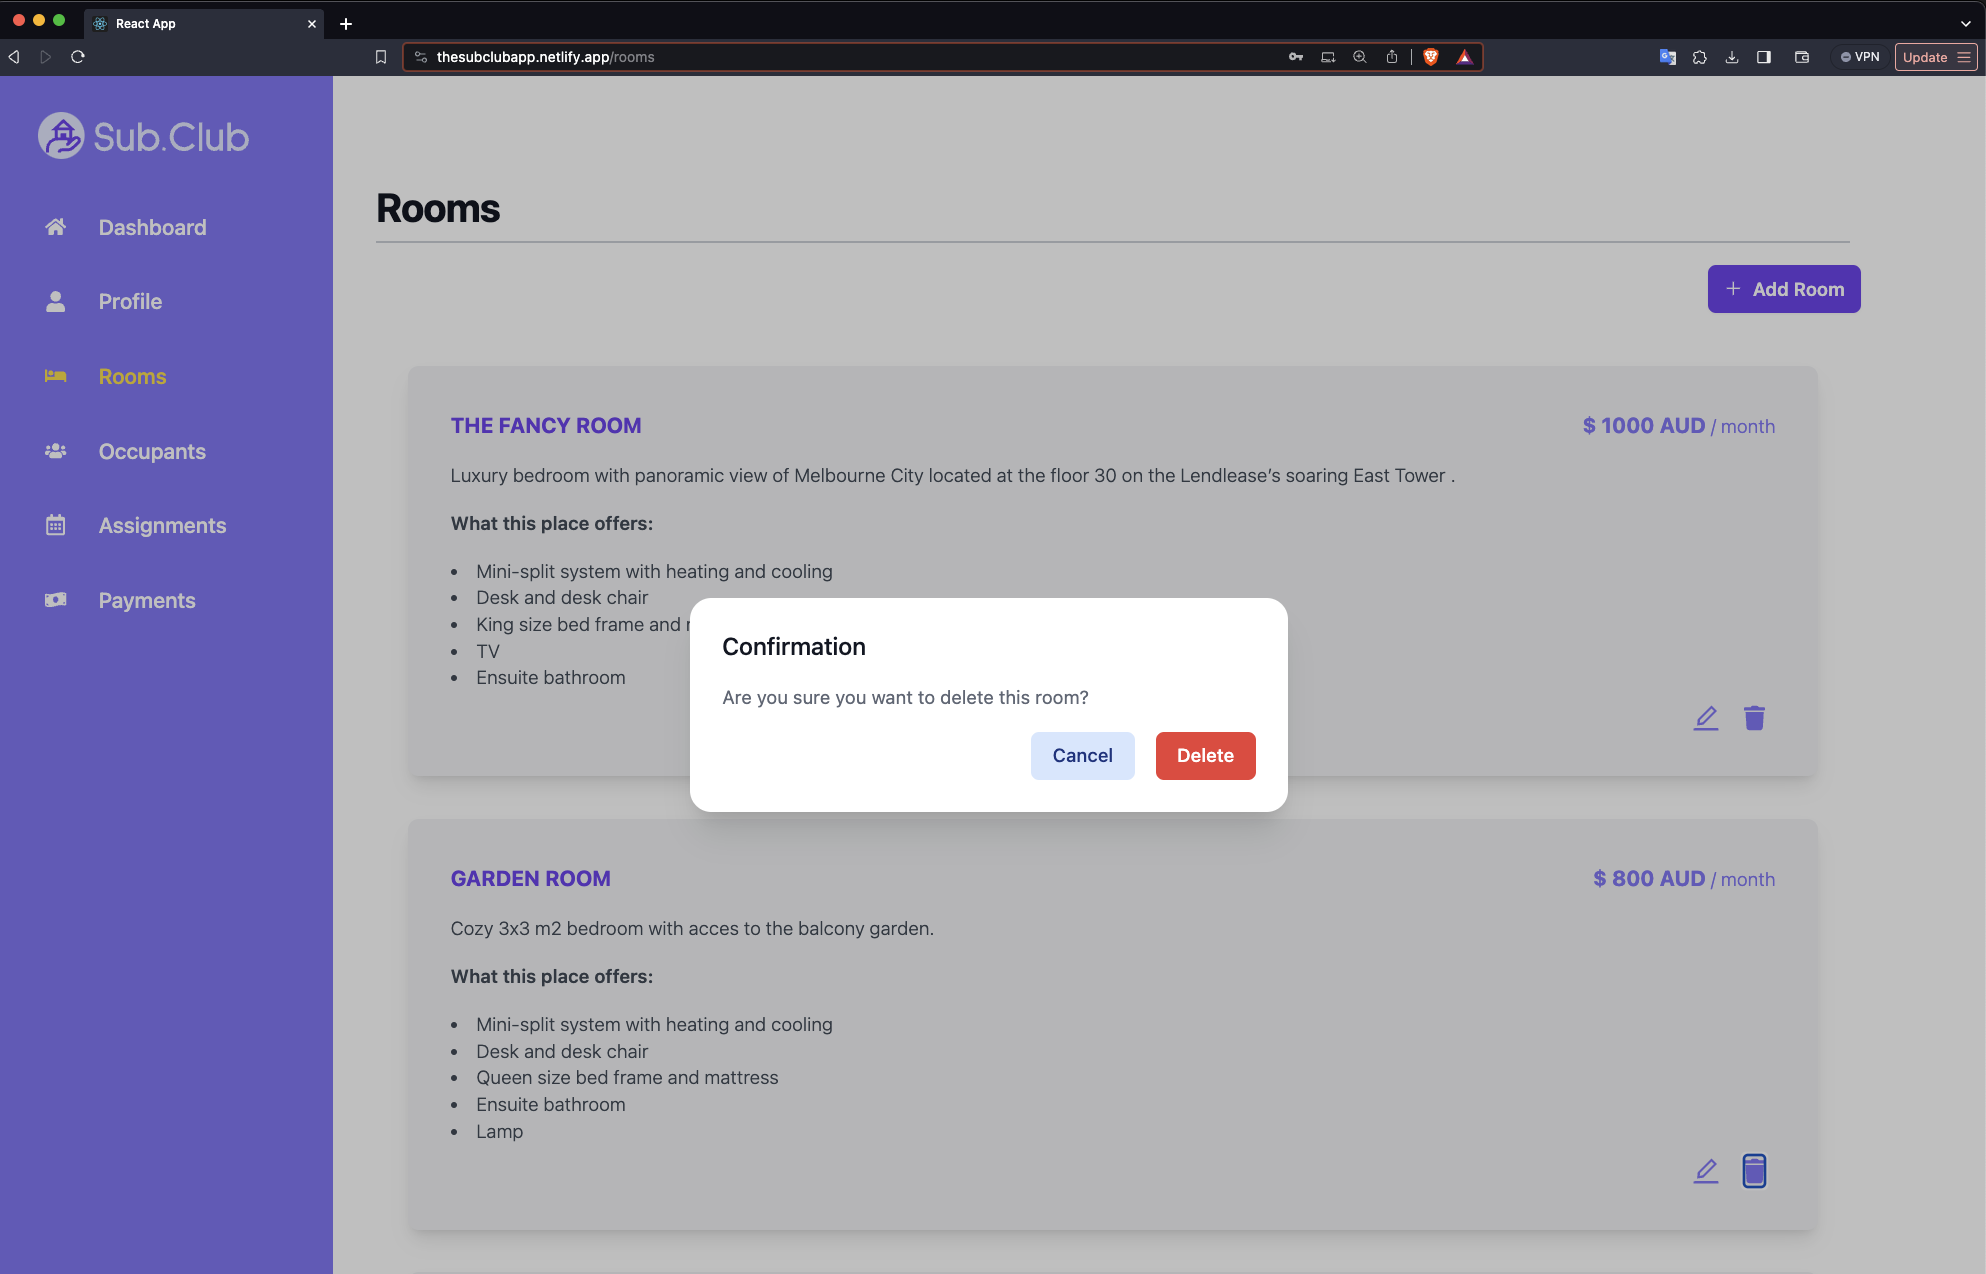 React App
thesubclubapp.netlify.app/rooms
VPN
Update
Sub.Club
Dashboard
Profile
Rooms
Occupants
Assignments
Payments
Rooms
+ Add Room
THE FANCY ROOM
$ 1000 AUD / month
Luxury bedroom with panoramic view of Melbourne City located at the floor 30 on the Lendlease’s soaring East Tower .
What this place offers:
• Mini-split system with heating and cooling
• Desk and desk chair
• King size bed frame and
• TV
• Ensuite bathroom
Confirmation
Are you sure you want to delete this room?
Cancel
Delete
GARDEN ROOM
$ 800 AUD / month
Cozy 3x3 m2 bedroom with acces to the balcony garden.
What this place offers:
• Mini-split system with heating and cooling
• Desk and desk chair
• Queen size bed frame and mattress
• Ensuite bathroom
• Lamp